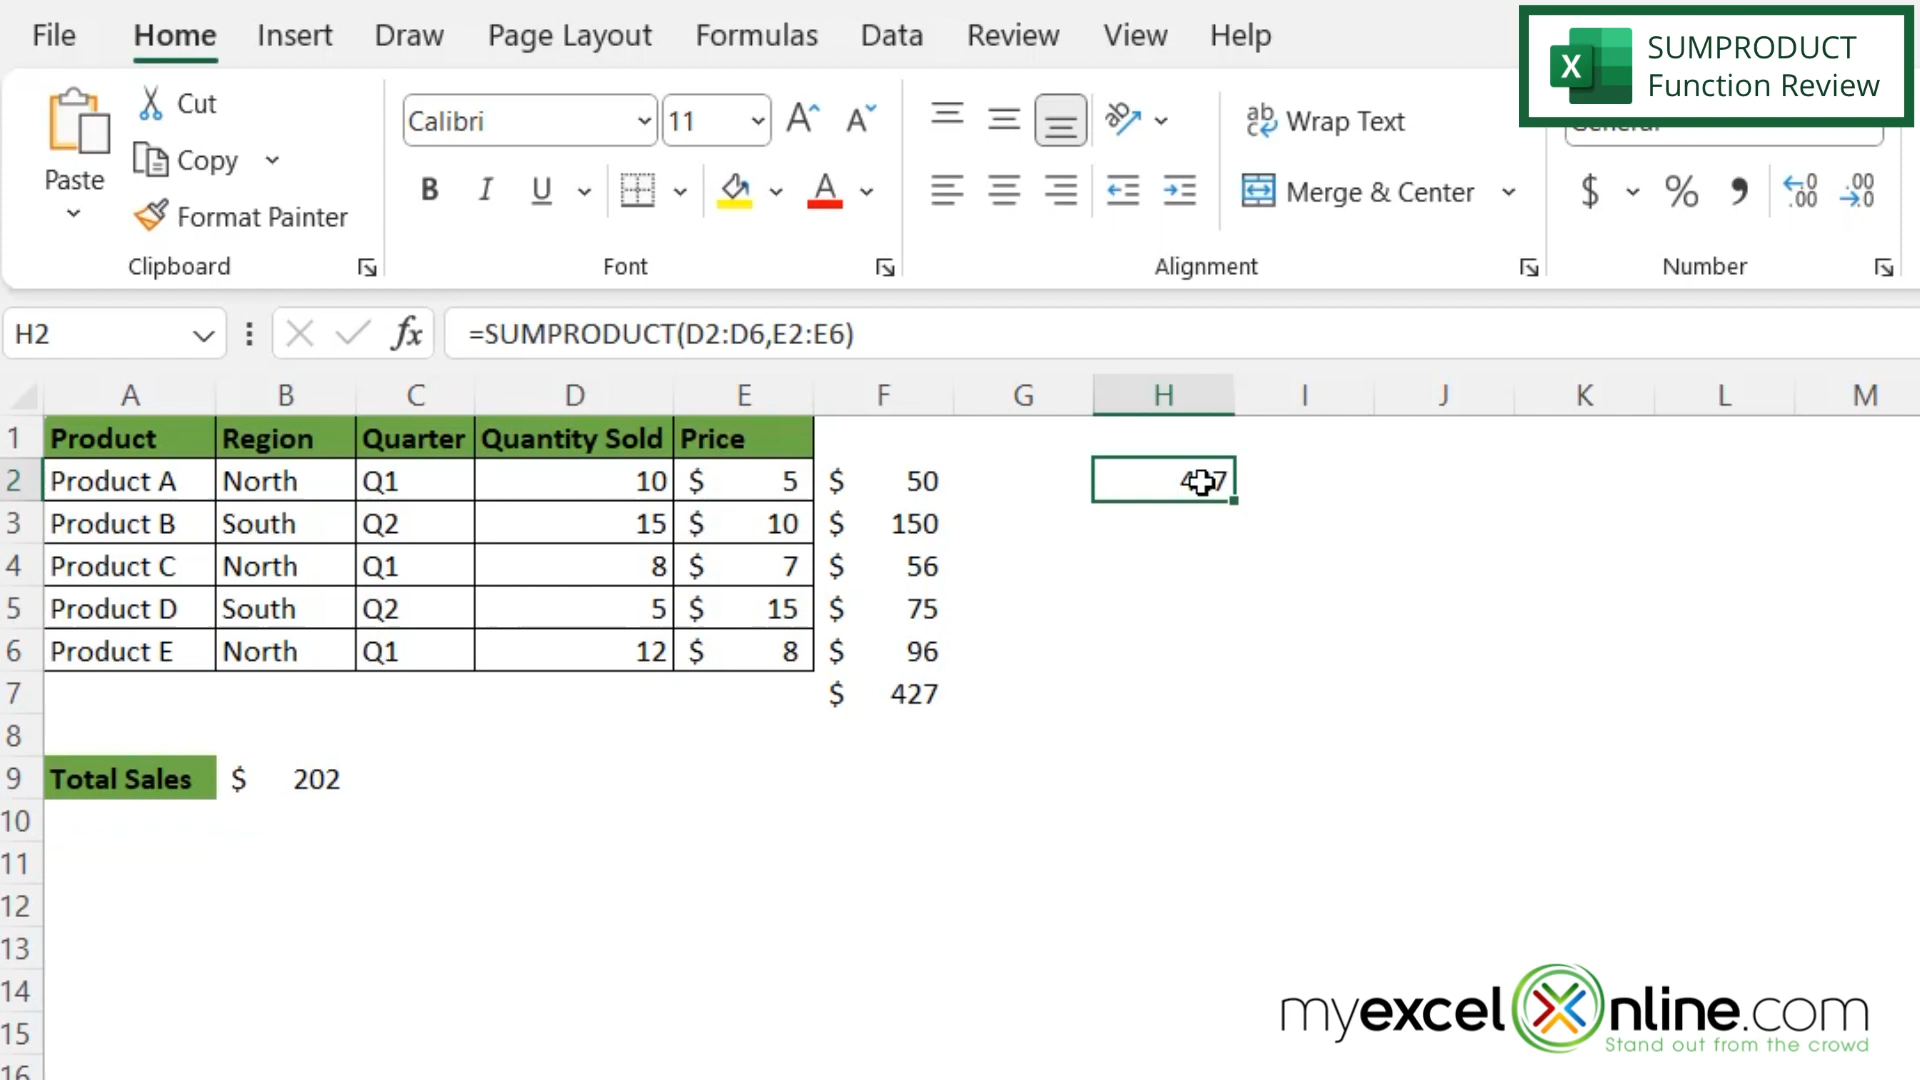 File Home Insert Draw Page Layout Formulas Data Review View Help
SUMPRODUCT
Function Review
Cut
Calibri 11
Wrap Text
Copy
Paste
Format Painter
B I U A
Merge & Center
$ % 9
Clipboard Font Alignment Number
H2 fx =SUMPRODUCT(D2:D6,E2:E6)
A B C D E F G H I J K L M
1 Product Region Quarter Quantity Sold Price
2 Product A North Q1 10 $ 5 $ 50
3 Product B South Q2 15 $ 10 $ 150
4 Product C North Q1 8 $ 7 $ 56
5 Product D South Q2 5 $ 15 $ 75
6 Product E North Q1 12 $ 8 $ 96
7 $ 427
8
9 Total Sales $ 202
10
11
12
13
14
15
16
myexcelonline.com
Stand out from the crowd